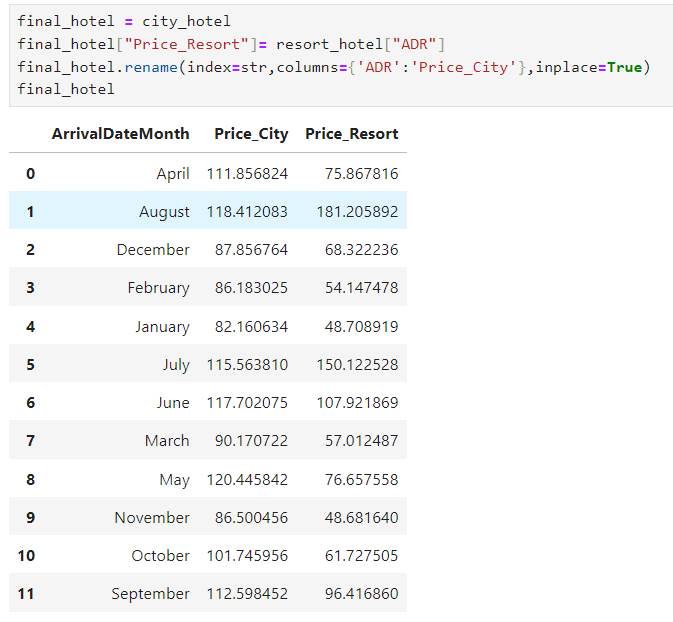 final_hotel = city_hotel
final_hotel["Price_Resort"]= resort_hotel["ADR"]
final_hotel.rename(index=str,columns={'ADR':'Price_City'},inplace=True)
final_hotel
ArrivalDateMonth Price_City Price_Resort
0 April 111.856824 75.867816
1 August 118.412083 181.205892
2 December 87.856764 68.322236
3 February 86.183025 54.147478
4 January 82.160634 48.708919
5 July 115.563810 150.122528
6 June 117.702075 107.921869
7 March 90.170722 57.012487
8 May 120.445842 76.657558
9 November 86.500456 48.681640
10 October 101.745956 61.727505
11 September 112.598452 96.416860